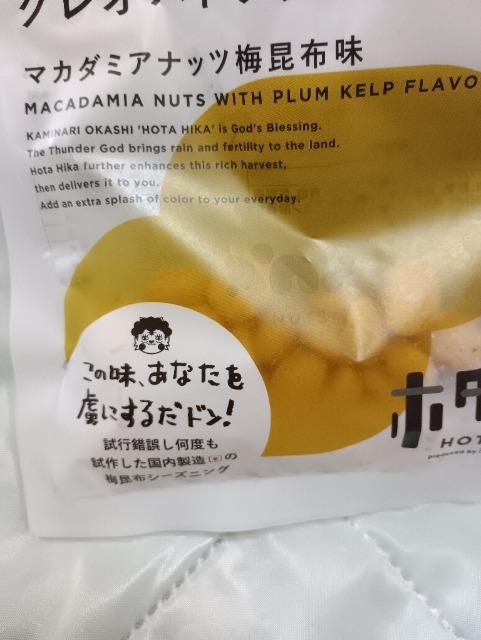 マカダミアナッツ梅昆布味
MACADAMIA NUTS WITH PLUM KELP FLAVO
KAMINARI OKASHI 'HOTA HIKA' is God's Blessing.
The Thunder God brings rain and fertility to the land.
Hota Hika further enhances this rich harvest,
then delivers it to you.
Add an extra splash of color to your everyday.
この味、あなたを
虜にするだドン!
試行錯誤し何度も
試作した国内製造の
梅昆布シーズニング
ホタ
HOT
Produced by